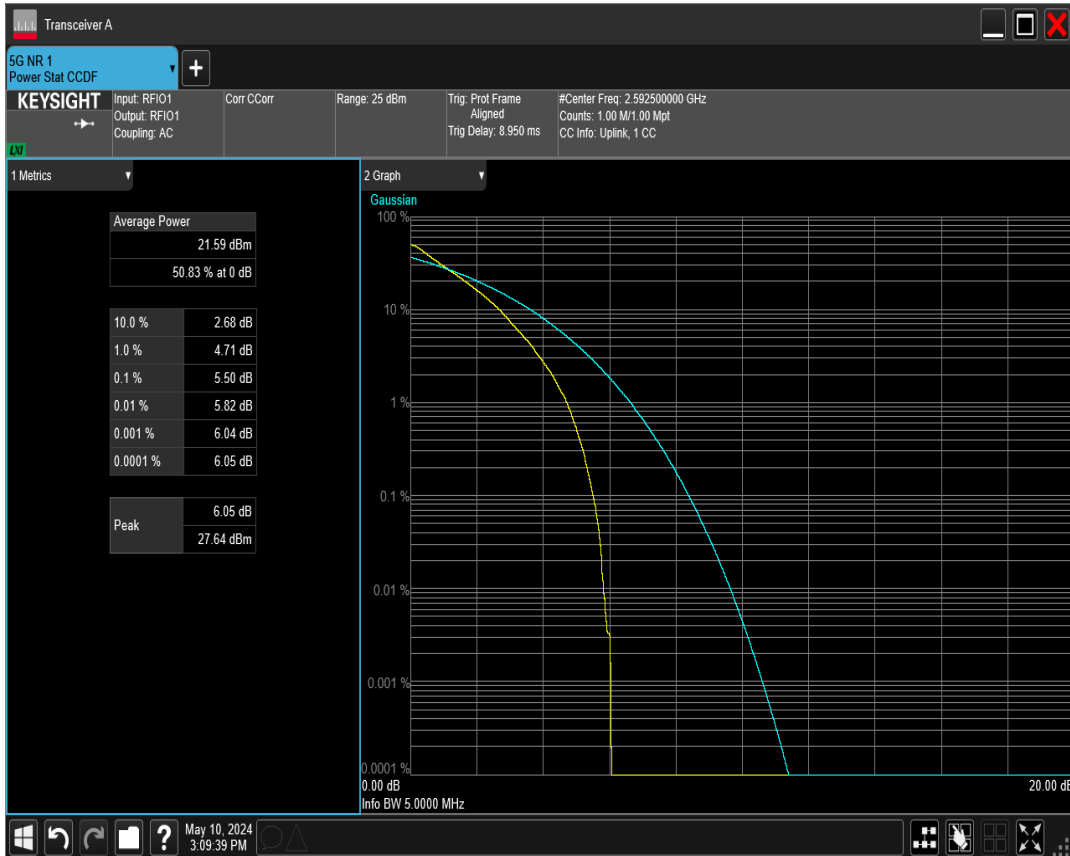 Transceiver A
5G NR 1
Power Stat CCDF
KEYSIGHT
LXI
Input: RFIO1
Output: RFIO1
Coupling: AC
Corr CCorr
Range: 25 dBm
Trig: Prot Frame
Aligned
Trig Delay: 8.950 ms
#Center Freq: 2.592500000 GHz
Counts: 1.00 M/1.00 Mpt
CC Info: Uplink, 1 CC
1 Metrics
Average Power
21.59 dBm
50.83 % at 0 dB
10.0 % 2.68 dB
1.0 % 4.71 dB
0.1 % 5.50 dB
0.01 % 5.82 dB
0.001 % 6.04 dB
0.0001 % 6.05 dB
Peak
6.05 dB
27.64 dBm
2 Graph
Gaussian
100 %
10 %
1 %
0.1 %
0.01 %
0.001 %
0.0001 %
0.00 dB
20.00 dB
Info BW 5.0000 MHz
?
May 10, 2024
3:09:39 PM